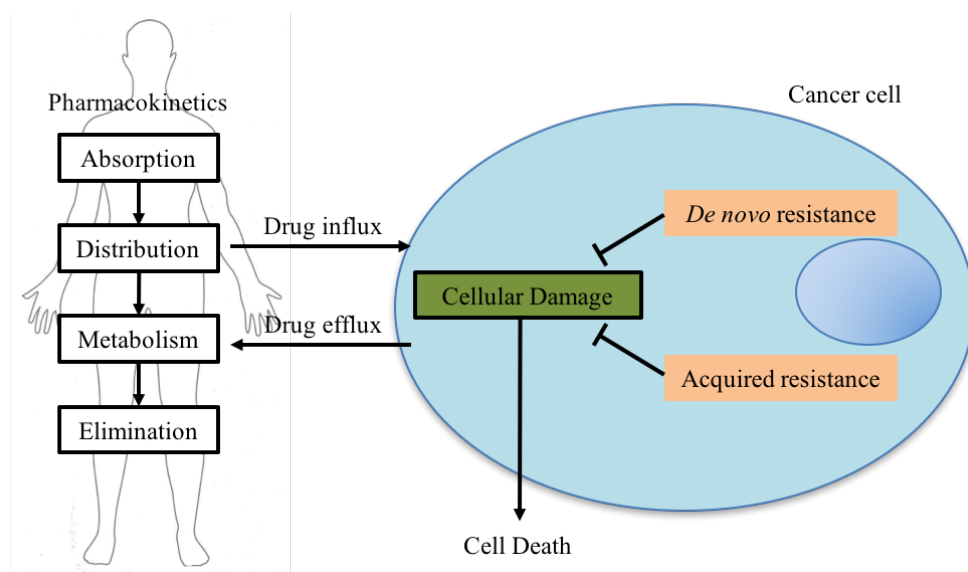 Pharmacokinetics
Absorption
Distribution
Metabolism
Elimination
Drug influx
Drug efflux
Cancer cell
De novo resistance
Cellular Damage
Acquired resistance
Cell Death